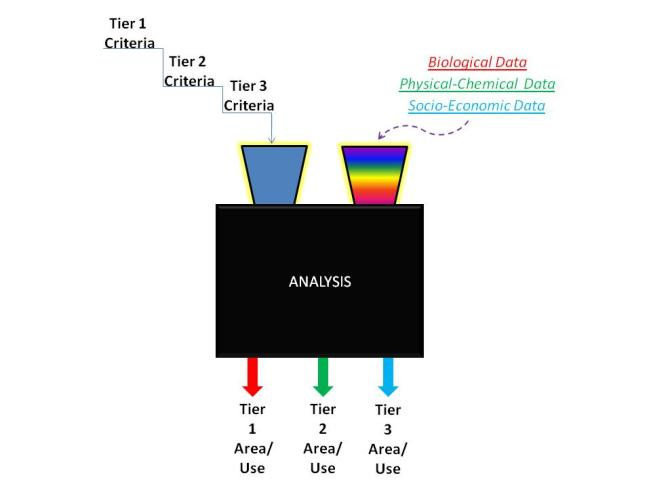 Tier 1
Criteria
Tier 2
Criteria
Tier 3
Criteria
Biological Data
Physical-Chemical Data
Socio-Economic Data
ANALYSIS
Tier
1
Area/
Use
Tier
2
Area/
Use
Tier
3
Area/
Use